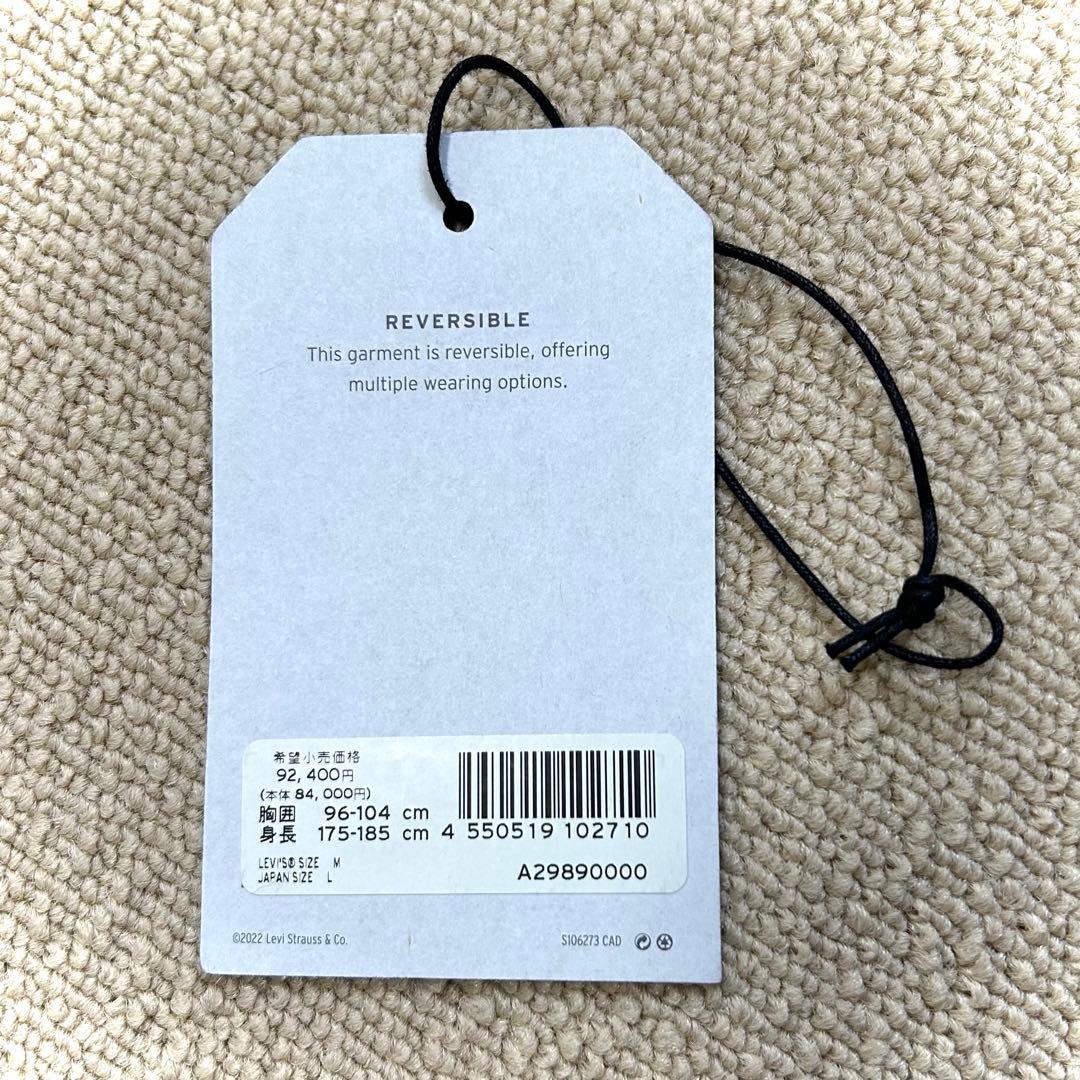 REVERSIBLE
This garment is reversible, offering
multiple wearing options.
希望小売価格
92,400円
(本体 84,000円)
胸囲 96-104 cm
身長 175-185 cm
4 550519 102710
LEVI'S® SIZE M
JAPAN SIZE L
A29890000
©2022 Levi Strauss & Co.
S106273 CAD